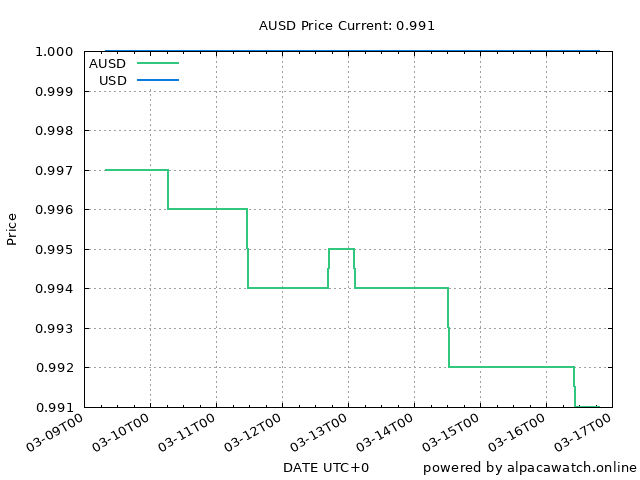 AUSD Price Current: 0.991
1.000
AUSD
USD
0.999
0.998
0.997
0.996
0.995
Price
0.994
0.993
0.992
0.991
03-09T00
03-10T00
03-11T00
03-12T00
03-13T00
03-14T00
03-15T00
03-16T00
03-17T00
DATE UTC+0
powered by alpacawatch.online